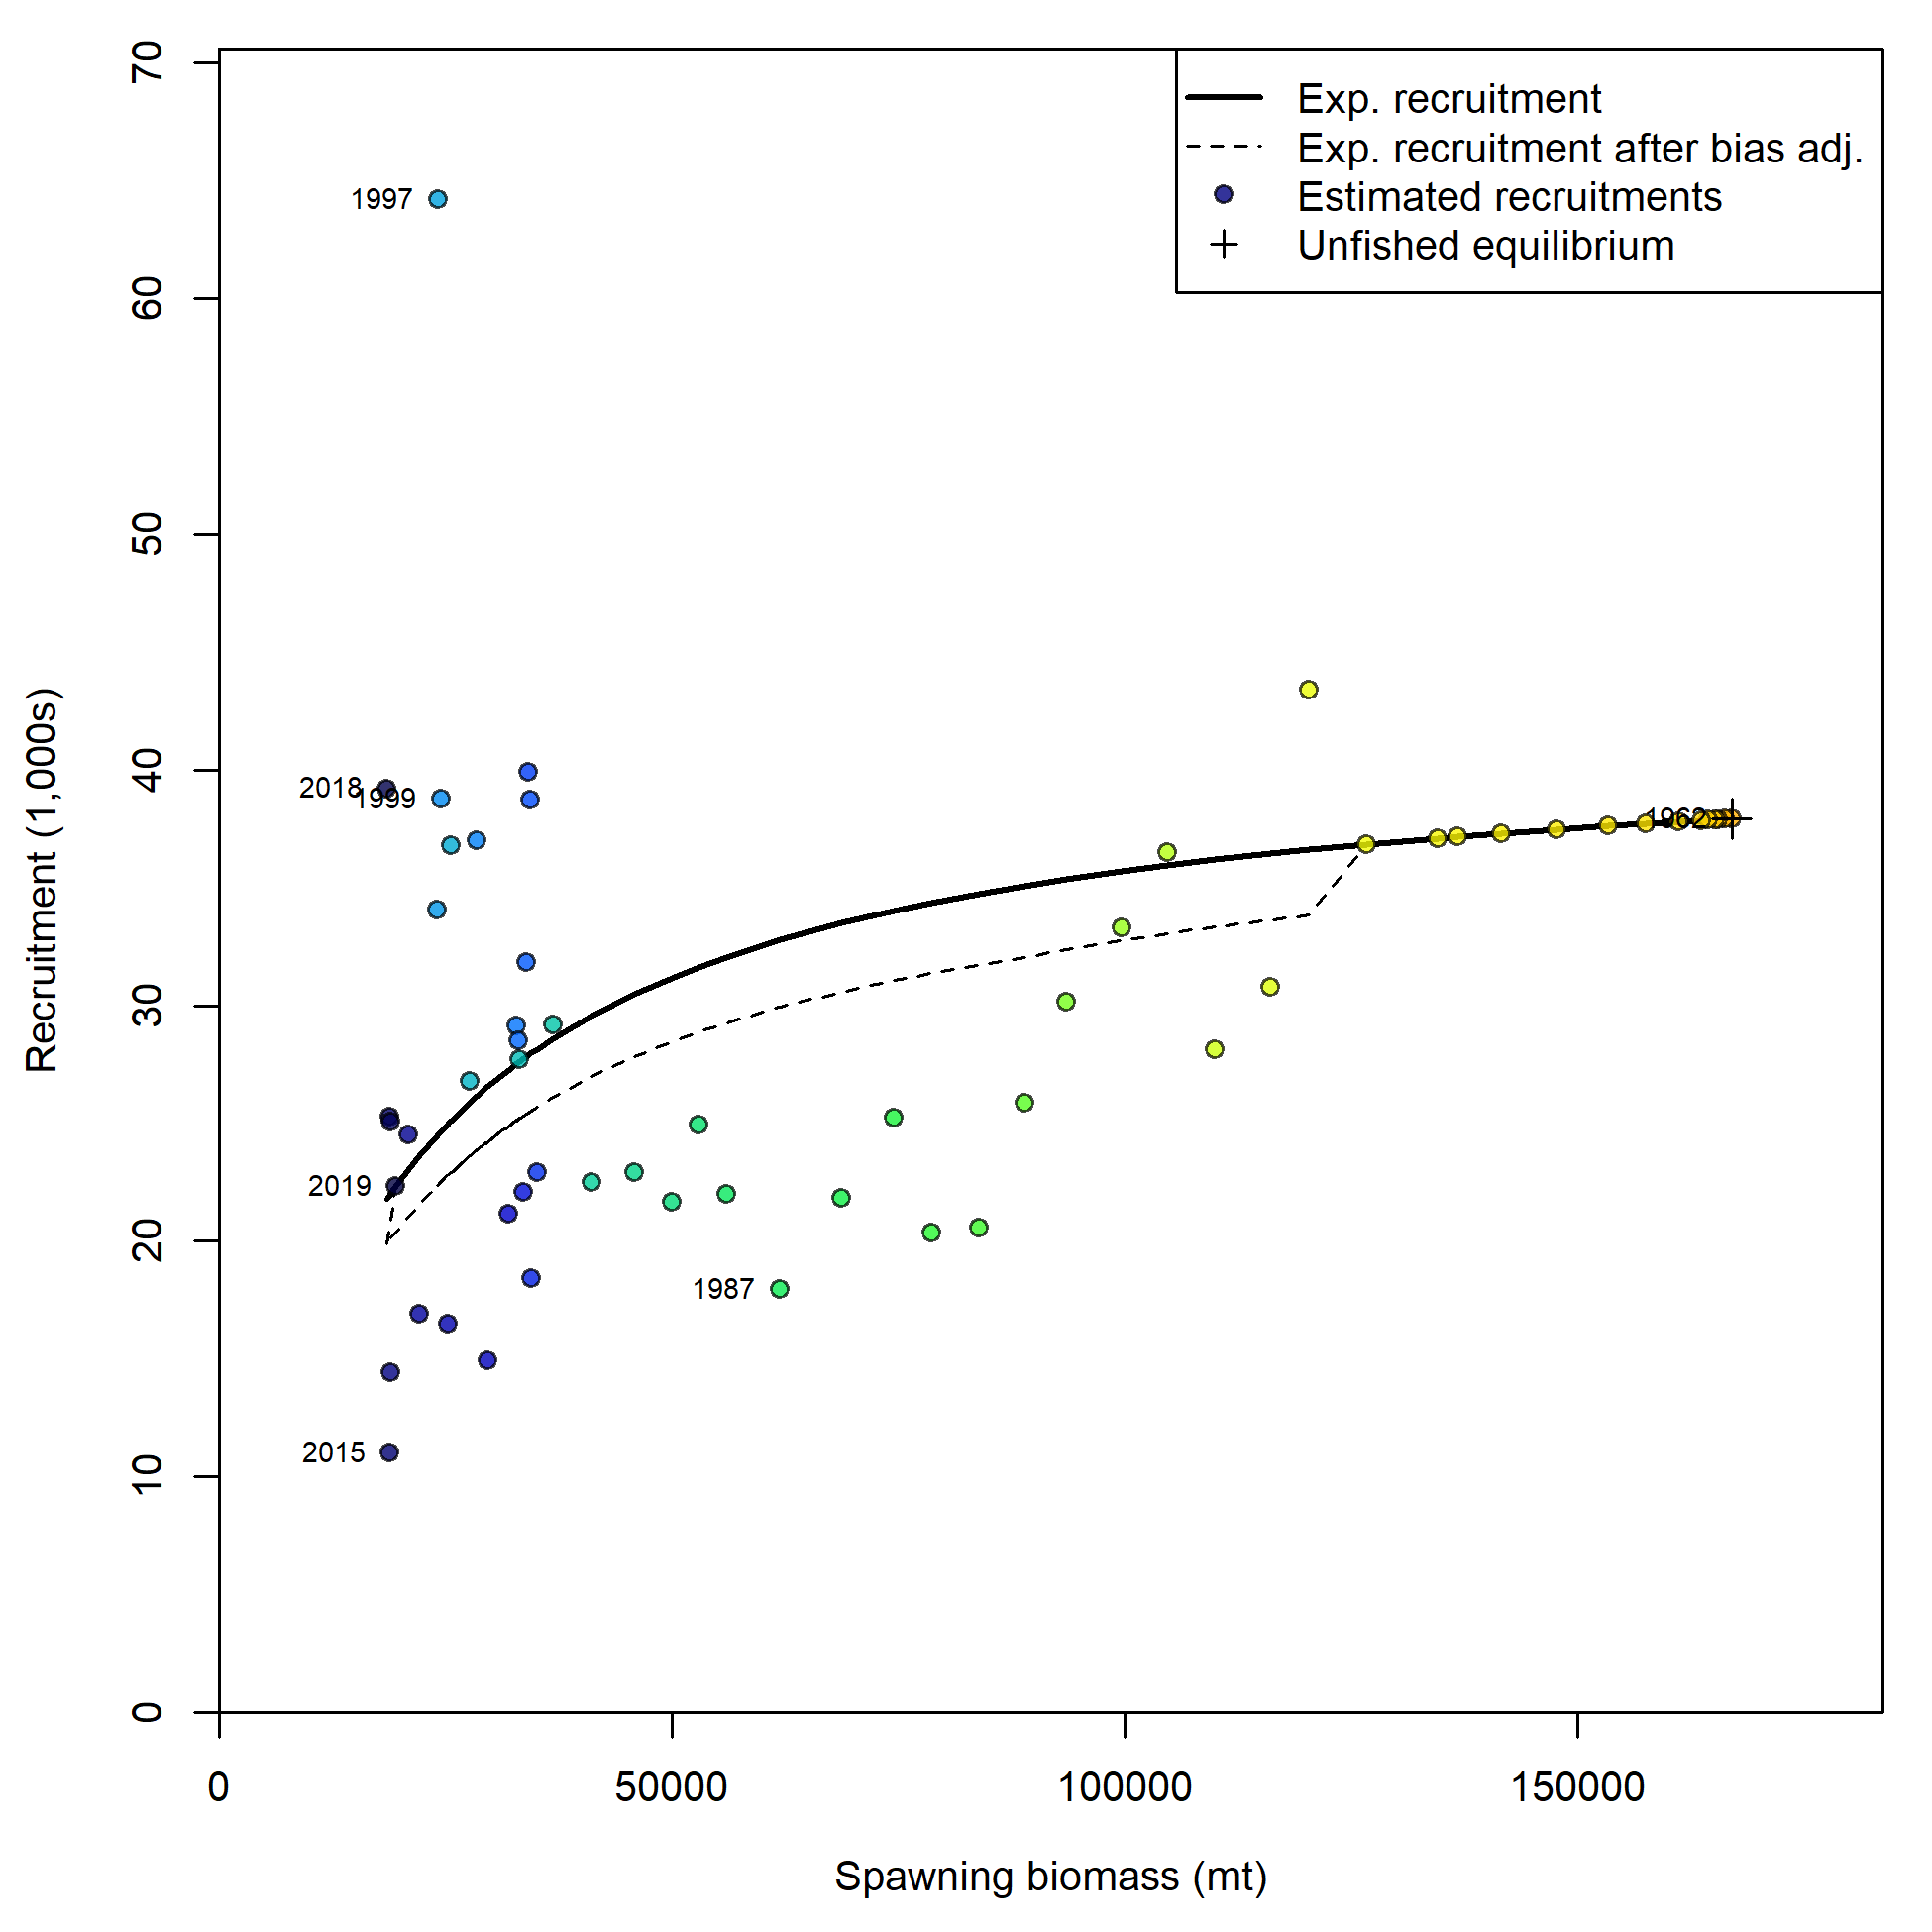 Exp. recruitment
Exp. recruitment after bias adj.
Estimated recruitments
Unfished equilibrium
70
60
50
40
30
20
10
0
Recruitment (1,000s)
1997
2018
1999
1962
2019
1987
2015
0 50000 100000 150000
Spawning biomass (mt)